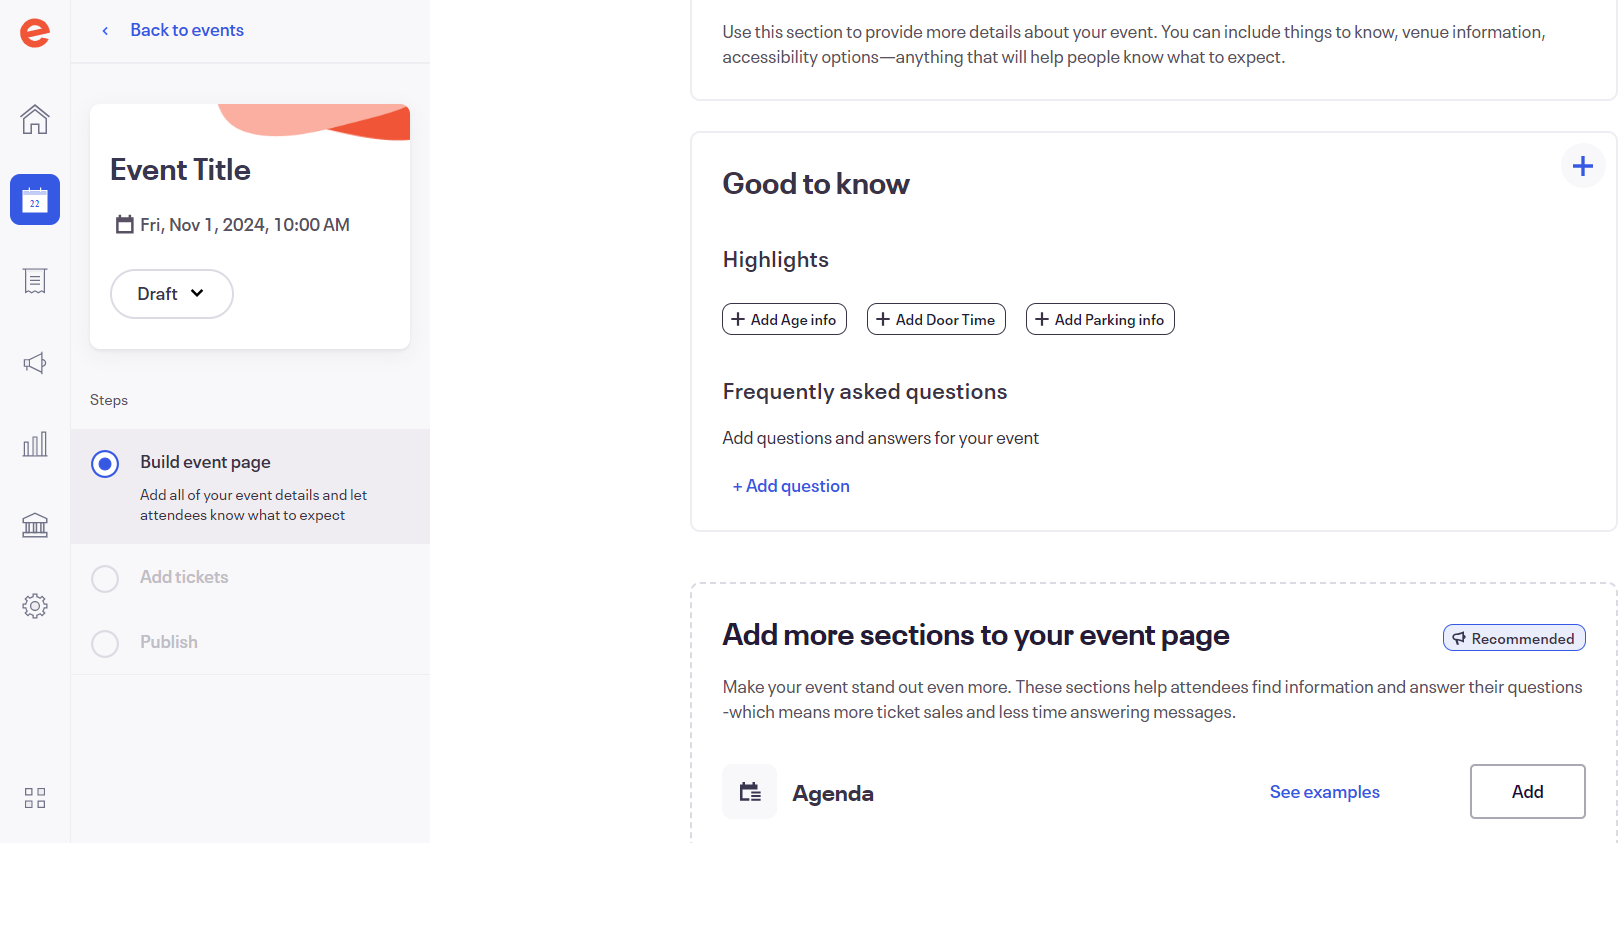 Back to events
Event Title
Fri, Nov 1, 2024, 10:00 AM
Draft
Steps
Build event page
Add all of your event details and let
attendees know what to expect
Add tickets
Publish
22
Use this section to provide more details about your event. You can include things to know, venue information,
accessibility options—anything that will help people know what to expect.
Good to know
Highlights
+ Add Age info
+ Add Door Time
+ Add Parking info
Frequently asked questions
Add questions and answers for your event
+ Add question
Add more sections to your event page
Recommended
Make your event stand out even more. These sections help attendees find information and answer their questions
-which means more ticket sales and less time answering messages.
Agenda
See examples
Add